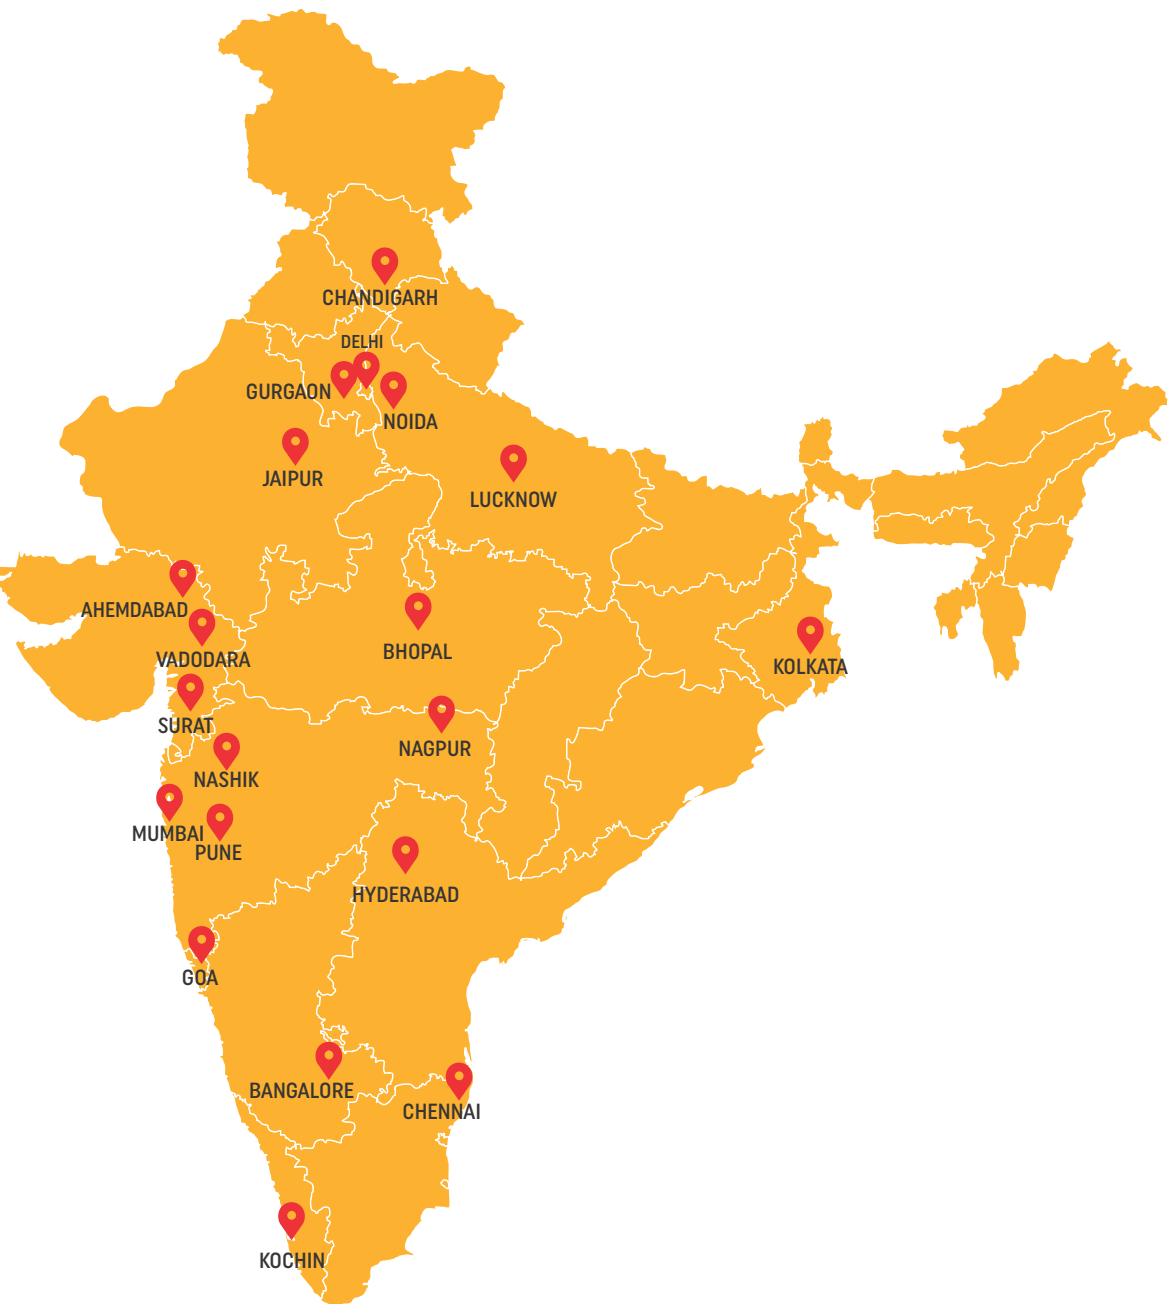 CHANDIGARH
DELHI
GURGAON
NOIDA
JAIPUR
LUCKNOW
AHEMDABAD
VADODARA
BHOPAL
KOLKATA
SURAT
NAGPUR
NASHIK
MUMBAI
PUNE
HYDERABAD
GOA
BANGALORE
CHENNAI
KOCHIN